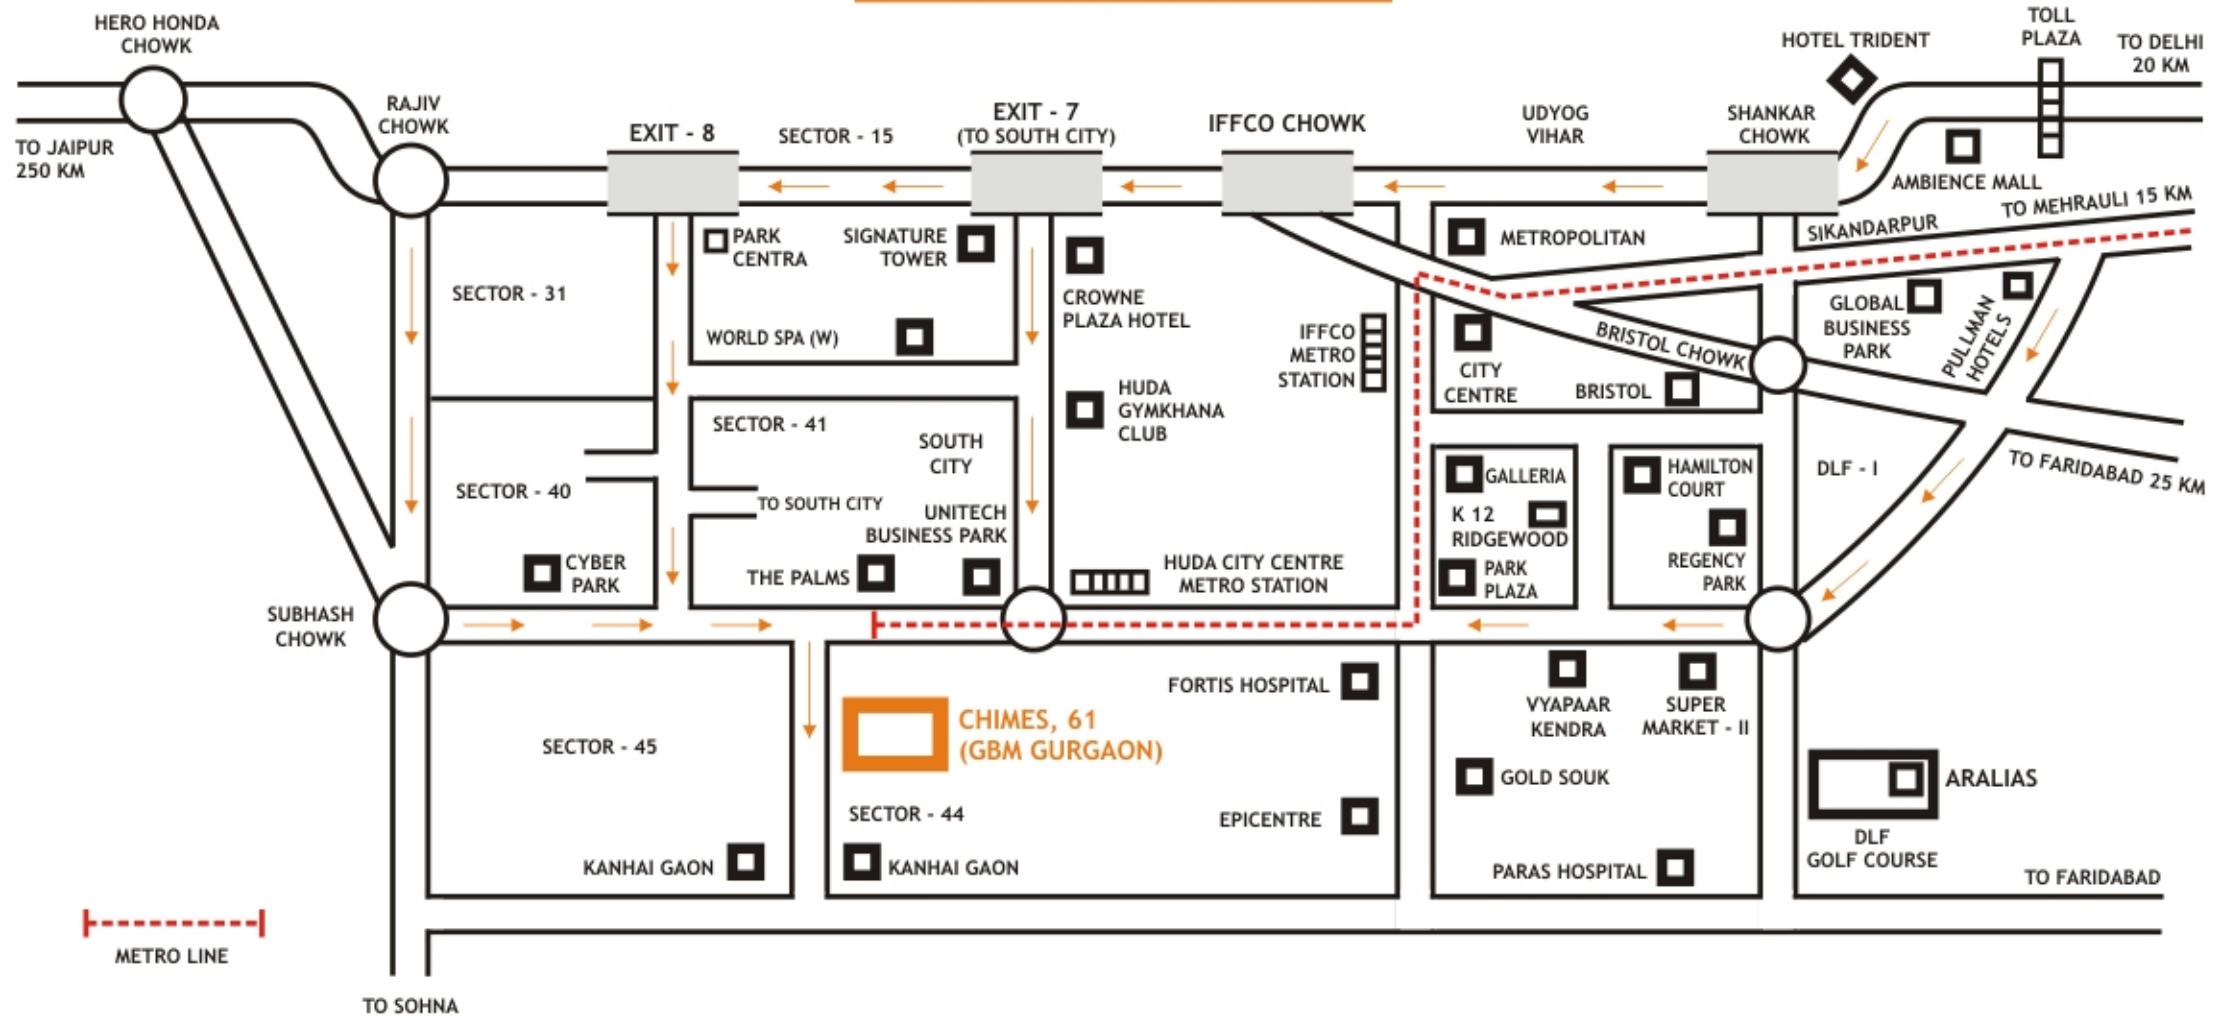 HERO HONDA
CHOWK
TO JAIPUR
250 KM
RAJIV
CHOWK
EXIT - 8
SECTOR - 15
EXIT - 7
(TO SOUTH CITY)
IFFCO CHOWK
UDYOG
VIHAR
SHANKAR
CHOWK
HOTEL TRIDENT
TOLL
PLAZA
TO DELHI
20 KM
AMBIENCE MALL
TO MEHRAULI 15 KM
SIKANDARPUR
PARK
CENTRA
SIGNATURE
TOWER
CROWNE
PLAZA HOTEL
METROPOLITAN
SECTOR - 31
WORLD SPA (W)
IFFCO
METRO
STATION
CITY
CENTRE
BRISTOL CHOWK
BRISTOL
GLOBAL
BUSINESS
PARK
PULLMAN
HOTELS
HUDA
GYMKHANA
CLUB
SECTOR - 41
SOUTH
CITY
SECTOR - 40
TO SOUTH CITY
UNITECH
BUSINESS PARK
GALLERIA
K 12
RIDGEWOOD
PARK
PLAZA
HAMILTON
COURT
REGENCY
PARK
DLF - I
TO FARIDABAD 25 KM
CYBER
PARK
THE PALMS
HUDA CITY CENTRE
METRO STATION
SUBHASH
CHOWK
FORTIS HOSPITAL
VYAPAAR
KENDRA
SUPER
MARKET - II
CHIMES, 61
(GBM GURGAON)
SECTOR - 45
GOLD SOUK
ARALIAS
SECTOR - 44
EPICENTRE
DLF
GOLF COURSE
KANHAI GAON
KANHAI GAON
PARAS HOSPITAL
TO FARIDABAD
METRO LINE
TO SOHNA